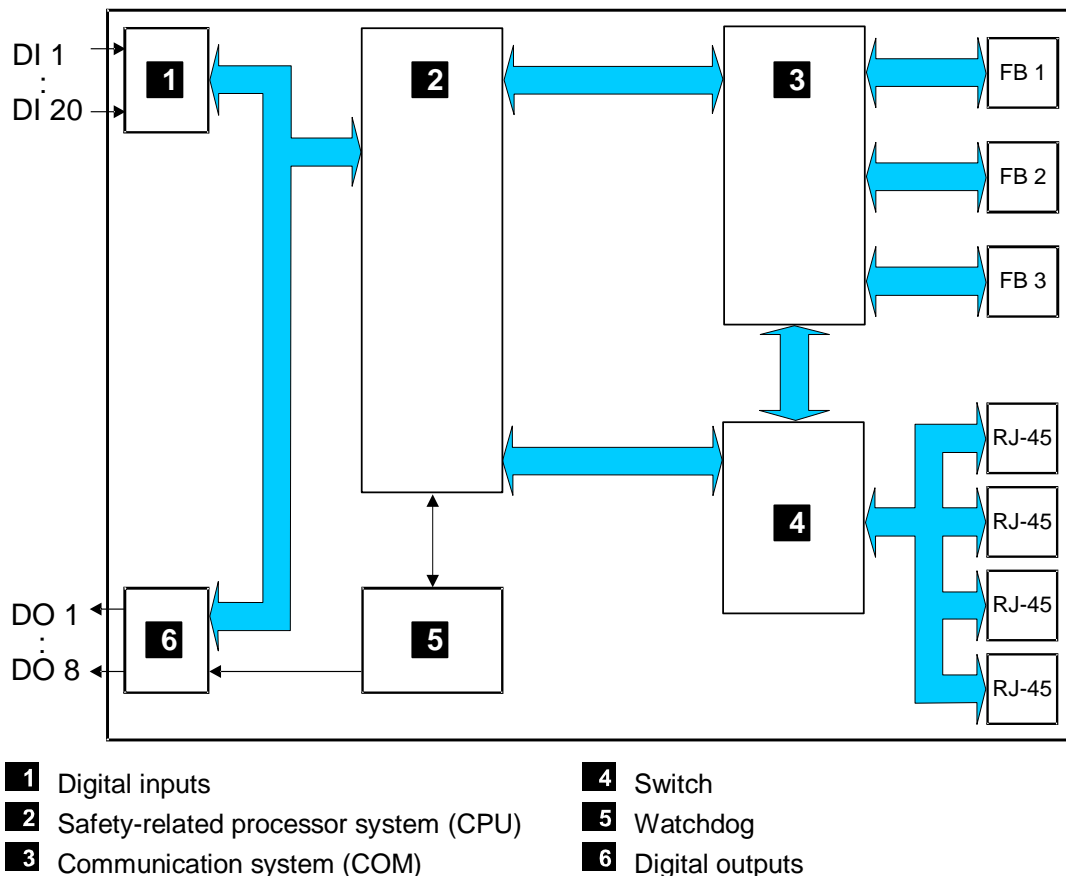 DI 1
:
DI 20
1
2
3
FB 1
FB 2
FB 3
RJ-45
4
RJ-45
RJ-45
RJ-45
DO 1
:
DO 8
6
5
1 Digital inputs
2 Safety-related processor system (CPU)
3 Communication system (COM)
4 Switch
5 Watchdog
6 Digital outputs